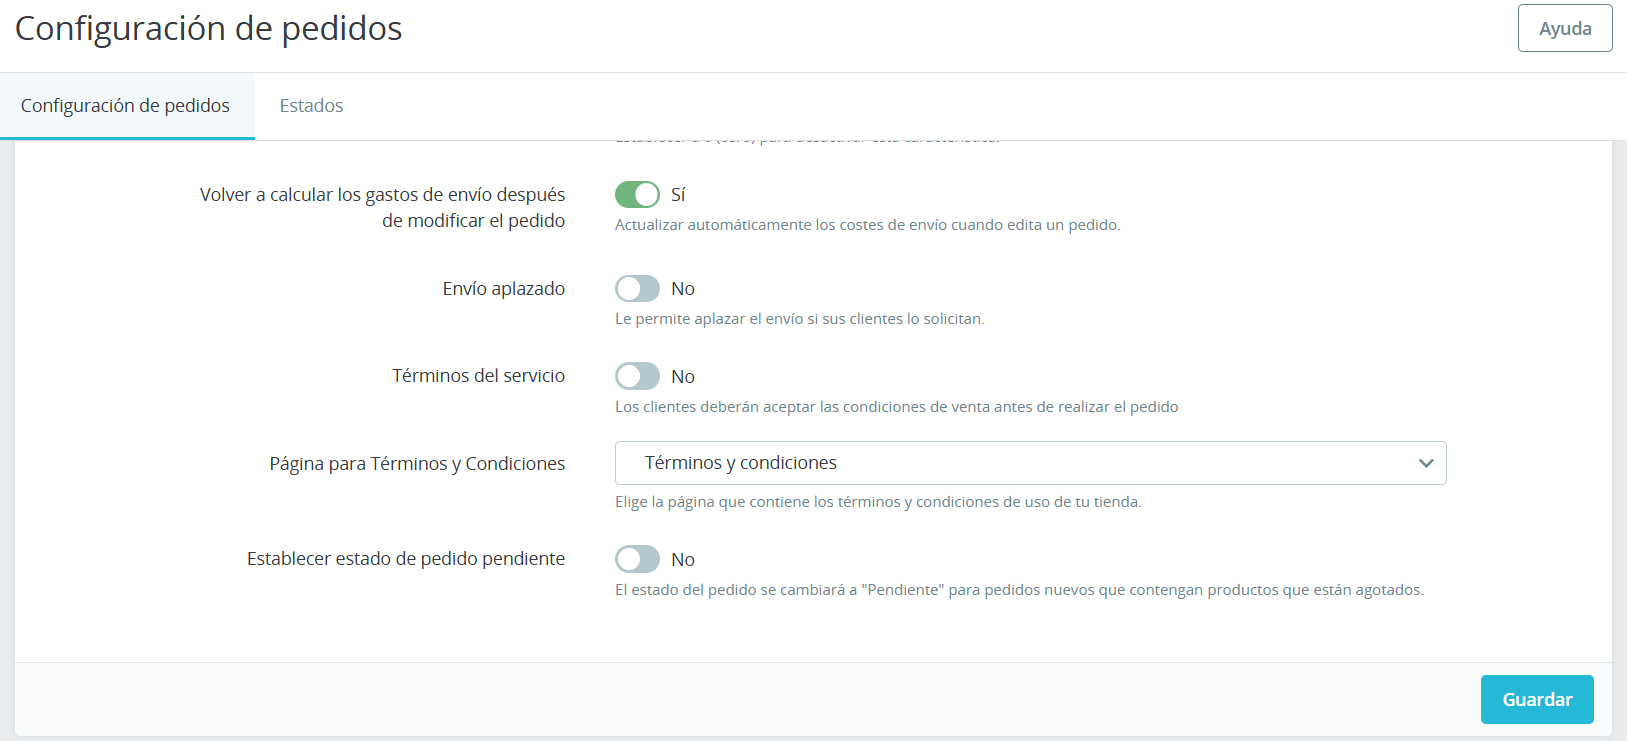 Configuración de pedidos
Ayuda
Configuración de pedidos
Estados
Volver a calcular los gastos de envío después
de modificar el pedido
Sí
Actualizar automáticamente los costes de envío cuando edita un pedido.
Envío aplazado
No
Le permite aplazar el envío si sus clientes lo solicitan.
Términos del servicio
No
Los clientes deberán aceptar las condiciones de venta antes de realizar el pedido
Página para Términos y Condiciones
Términos y condiciones
Elige la página que contiene los términos y condiciones de uso de tu tienda.
Establecer estado de pedido pendiente
No
El estado del pedido se cambiará a "Pendiente" para pedidos nuevos que contengan productos que están agotados.
Guardar